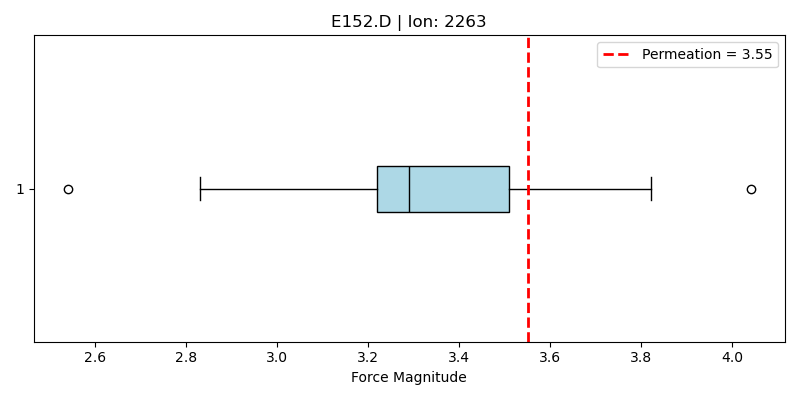 E152.D | Ion: 2263
Permeation = 3.55
1
2.6 2.8 3.0 3.2 3.4 3.6 3.8 4.0
Force Magnitude